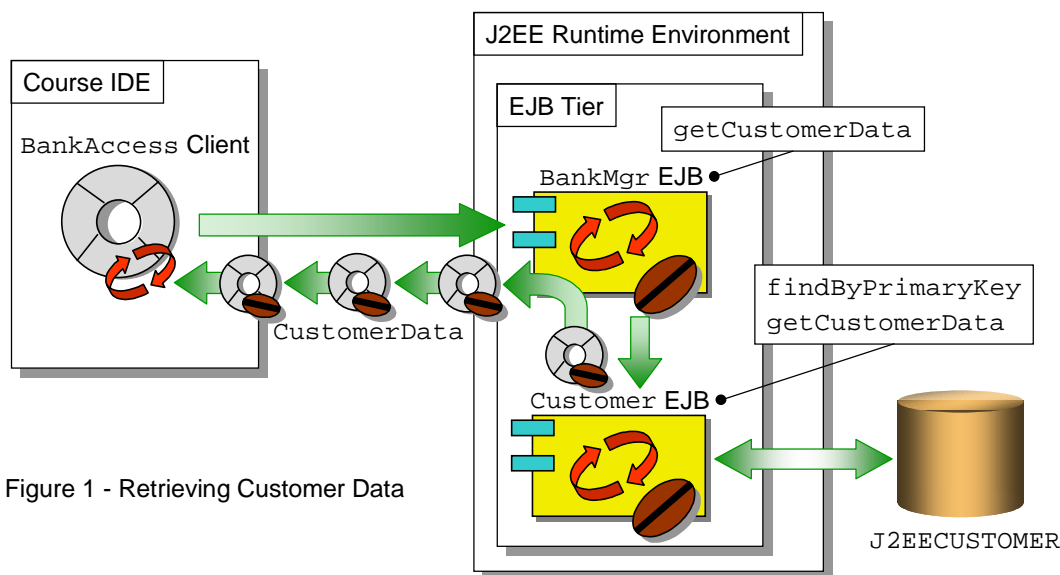 J2EE Runtime Environment
Course IDE
EJB Tier
getCustomerData
BankAccess Client
BankMgr EJB
findByPrimaryKey
getCustomerData
CustomerData
Customer EJB
Figure 1 - Retrieving Customer Data
J2EECUSTOMER